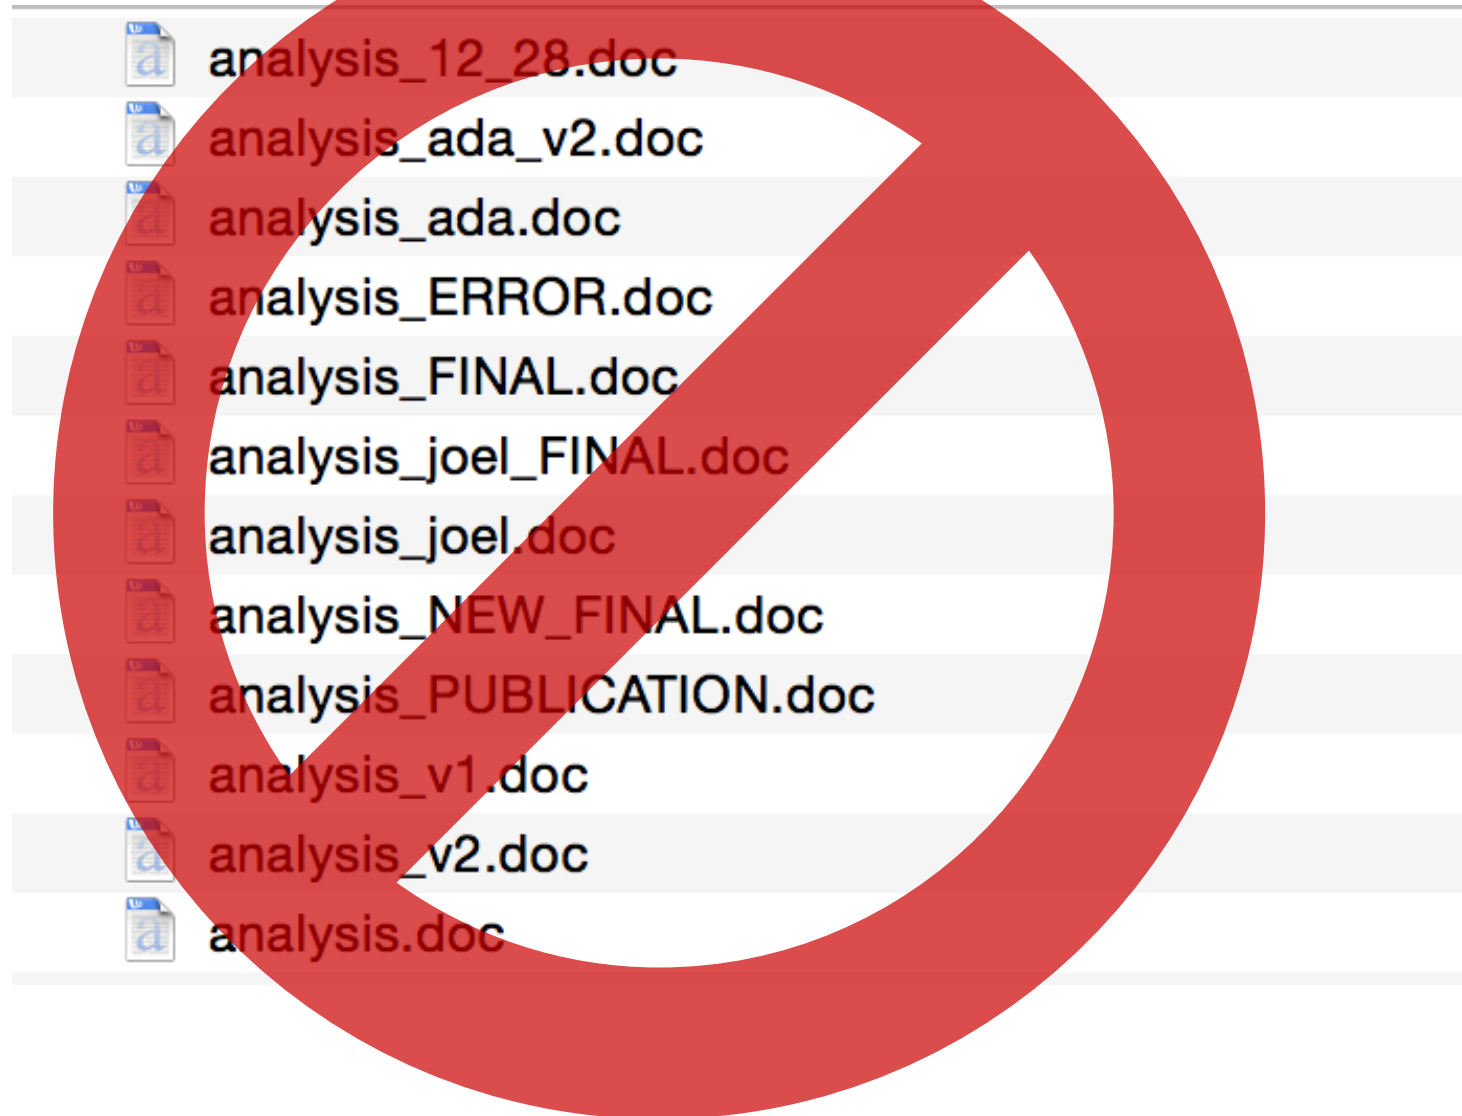 analysis_12_28.doc
analysis_ada_v2.doc
analysis_ada.doc
analysis_ERROR.doc
analysis_FINAL.doc
analysis_joel_FINAL.doc
analysis_joel.doc
analysis_NEW_FINAL.doc
analysis_PUBLICATION.doc
analysis_v1.doc
analysis_v2.doc
analysis.doc